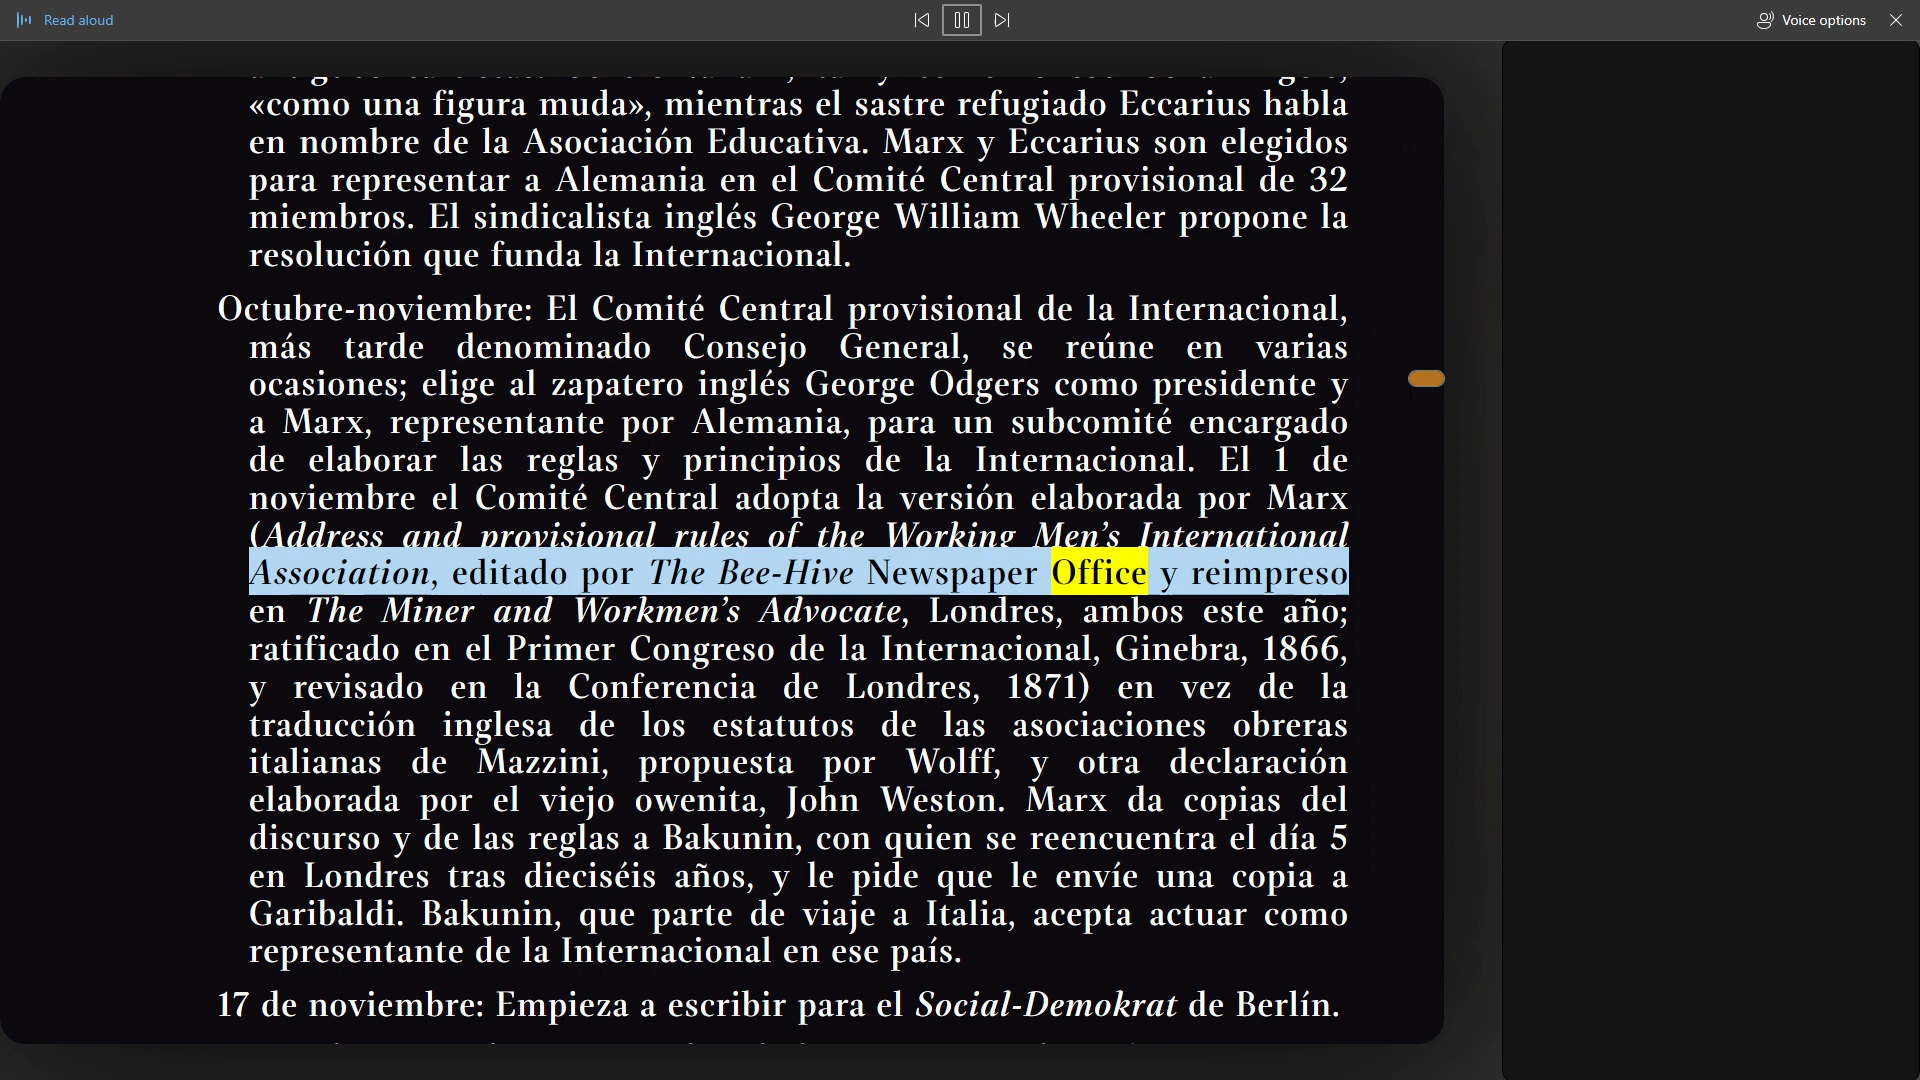 Read aloud
Voice options
«como una figura muda», mientras el sastre refugiado Eccarius habla
en nombre de la Asociación Educativa. Marx y Eccarius son elegidos
para representar a Alemania en el Comité Central provisional de 32
miembros. El sindicalista inglés George William Wheeler propone la
resolución que funda la Internacional.
Octubre-noviembre: El Comité Central provisional de la Internacional,
más tarde denominado Consejo General, se reúne en varias
ocasiones; elige al zapatero inglés George Odgers como presidente y
a Marx, representante por Alemania, para un subcomité encargado
de elaborar las reglas y principios de la Internacional. El 1 de
noviembre el Comité Central adopta la versión elaborada por Marx
(Address and provisional rules of the Working Men’s International
Association, editado por The Bee-Hive Newspaper Office y reimpreso
en The Miner and Workmen’s Advocate, Londres, ambos este año;
ratificado en el Primer Congreso de la Internacional, Ginebra, 1866,
y revisado en la Conferencia de Londres, 1871) en vez de la
traducción inglesa de los estatutos de las asociaciones obreras
italianas de Mazzini, propuesta por Wolff, y otra declaración
elaborada por el viejo owenita, John Weston. Marx da copias del
discurso y de las reglas a Bakunin, con quien se reencuentra el día 5
en Londres tras dieciséis años, y le pide que le envíe una copia a
Garibaldi. Bakunin, que parte de viaje a Italia, acepta actuar como
representante de la Internacional en ese país.
17 de noviembre: Empieza a escribir para el Social-Demokrat de Berlín.